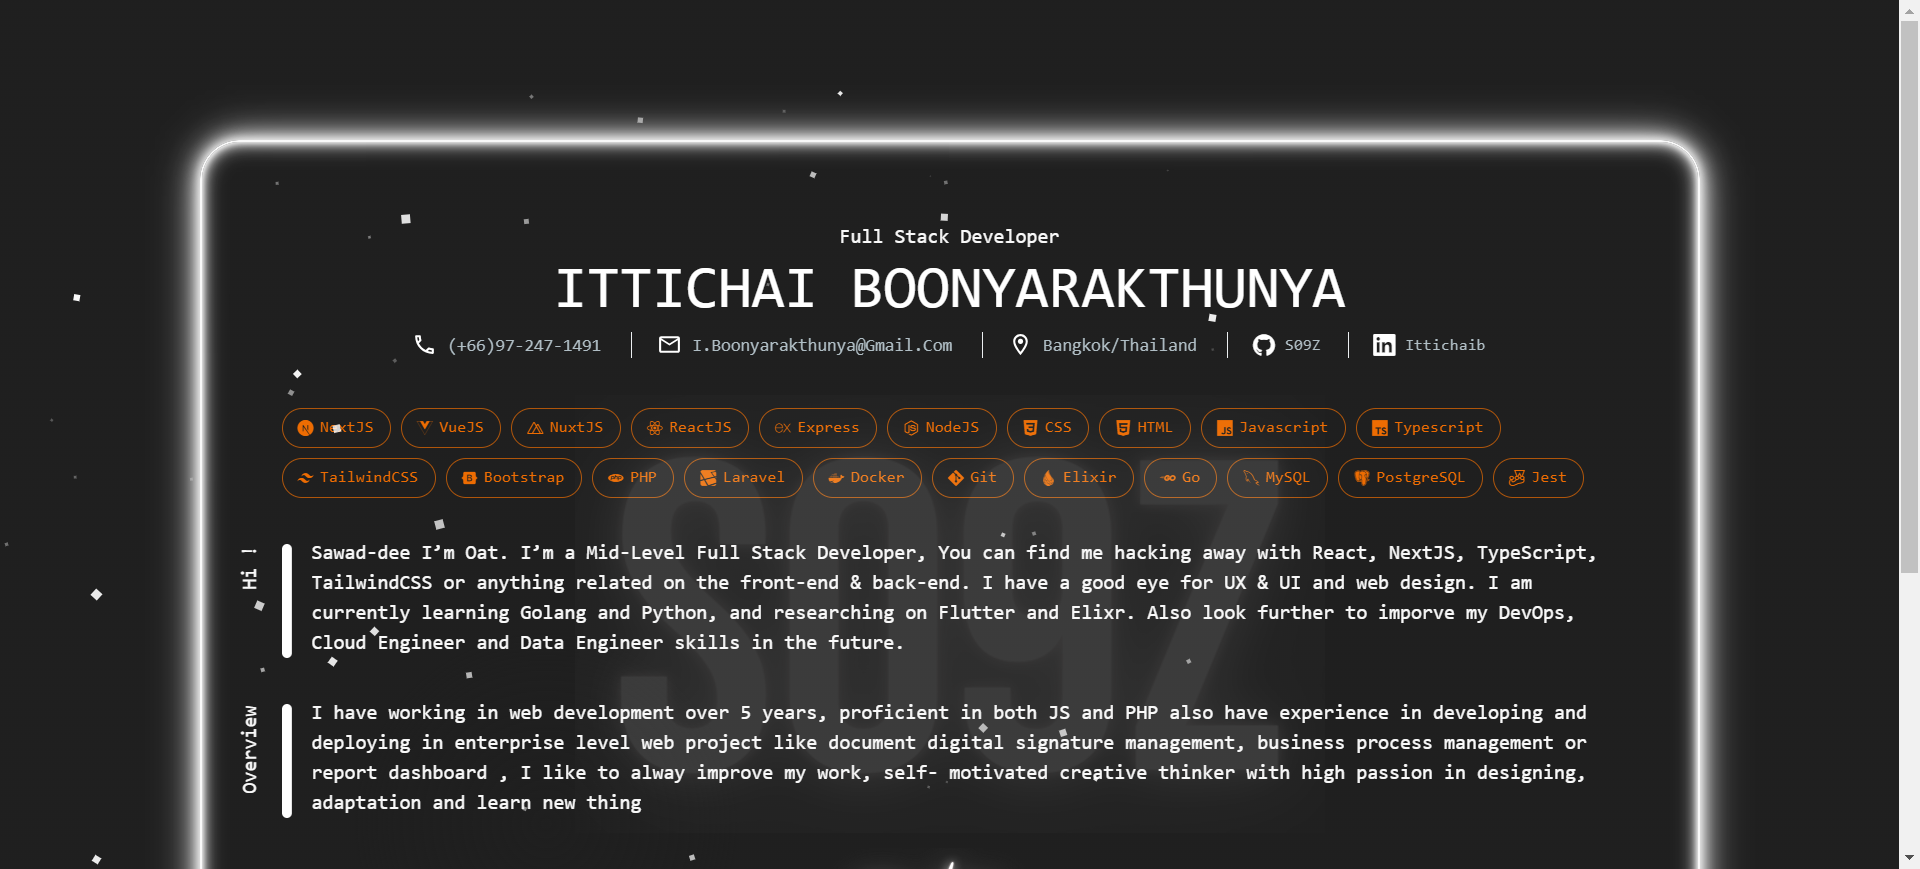 Full Stack Developer
ITTICHAI BOONYARAKTHUNYA
(+66)97-247-1491 I.Boonyarakthunya@Gmail.Com Bangkok/Thailand S09Z Ittichaib
NextJS VueJS NuxtJS ReactJS Express NodeJS CSS HTML Javascript Typescript
TailwindCSS Bootstrap PHP Laravel Docker Git Elixir Go MySQL PostgreSQL Jest
S09Z
Hi !
Sawad-dee I’m Oat. I’m a Mid-Level Full Stack Developer, You can find me hacking away with React, NextJS, TypeScript,
TailwindCSS or anything related on the front-end & back-end. I have a good eye for UX & UI and web design. I am
currently learning Golang and Python, and researching on Flutter and Elixr. Also look further to imporve my DevOps,
Cloud Engineer and Data Engineer skills in the future.
Overview
I have working in web development over 5 years, proficient in both JS and PHP also have experience in developing and
deploying in enterprise level web project like document digital signature management, business process management or
report dashboard , I like to alway improve my work, self- motivated creative thinker with high passion in designing,
adaptation and learn new thing